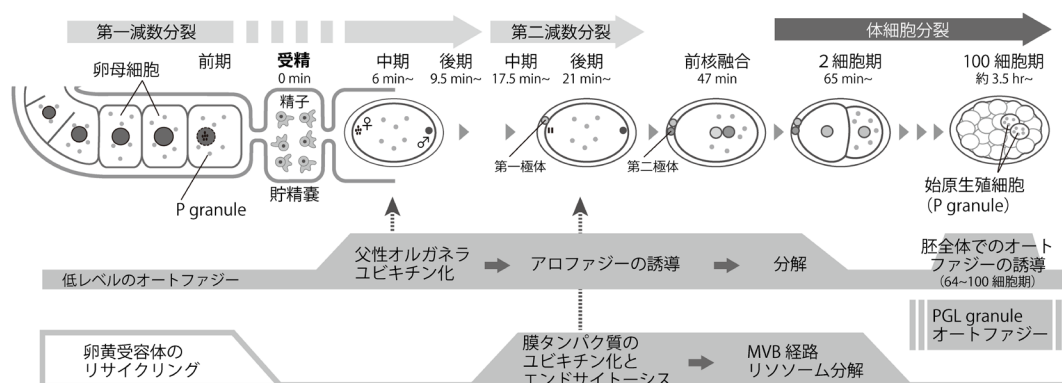 第一減数分裂
第二減数分裂
体細胞分裂
卵母細胞
前期
受精
0 min
中期
6 min~
後期
9.5 min~
中期
17.5 min~
後期
21 min~
前核融合
47 min
2 細胞期
65 min~
100 細胞期
約 3.5 hr~
精子
♀
♂
第一極体
第二極体
P granule
貯精嚢
始原生殖細胞
(P granule)
低レベルのオートファジー
父性オルガネラ
ユビキチン化
アロファジーの誘導
分解
胚全体でのオート
ファジーの誘導
(64~100 細胞期)
PGL granule
オートファジー
卵黄受容体の
リサイクリング
膜タンパク質の
ユビキチン化と
エンドサイトーシス
MVB 経路
リソソーム分解